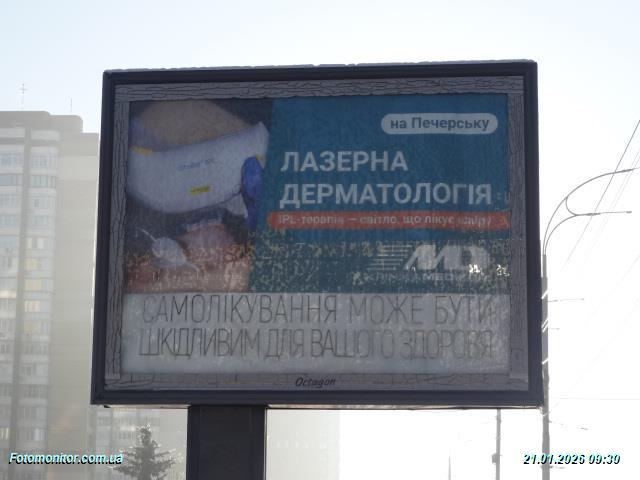 на Печерську
ЛАЗЕРНА
ДЕРМАТОЛОГІЯ
IPL-терапія – світло, що лікує шкіру
САМОЛІКУВАННЯ МОЖЕ БУТИ
ШКІДЛИВИМ ДЛЯ ВАШОГО ЗДОРОВ'Я
Octagon
Fotomonitor.com.ua
21.01.2026 09:30